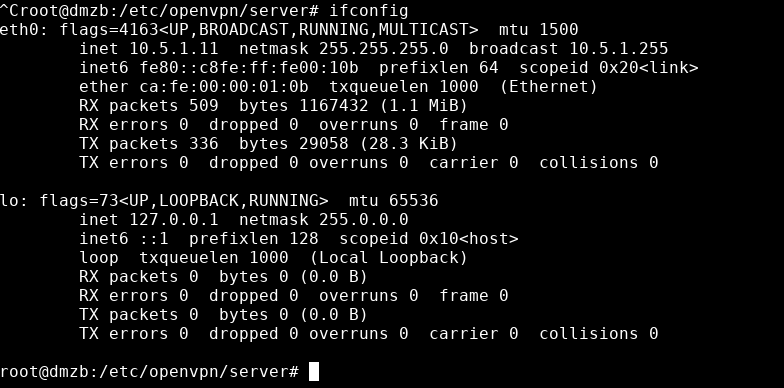 ^Croot@dmzb:/etc/openvpn/server# ifconfig
eth0: flags=4163<UP,BROADCAST,RUNNING,MULTICAST>  mtu 1500
        inet 10.5.1.11  netmask 255.255.255.0  broadcast 10.5.1.255
        inet6 fe80::c8fe:ff:fe00:10b  prefixlen 64  scopeid 0x20<link>
        ether ca:fe:00:00:01:0b  txqueuelen 1000  (Ethernet)
        RX packets 509  bytes 1167432 (1.1 MiB)
        RX errors 0  dropped 0  overruns 0  frame 0
        TX packets 336  bytes 29058 (28.3 KiB)
        TX errors 0  dropped 0 overruns 0  carrier 0  collisions 0

lo: flags=73<UP,LOOPBACK,RUNNING>  mtu 65536
        inet 127.0.0.1  netmask 255.0.0.0
        inet6 ::1  prefixlen 128  scopeid 0x10<host>
        loop  txqueuelen 1000  (Local Loopback)
        RX packets 0  bytes 0 (0.0 B)
        RX errors 0  dropped 0  overruns 0  frame 0
        TX packets 0  bytes 0 (0.0 B)
        TX errors 0  dropped 0 overruns 0  carrier 0  collisions 0

root@dmzb:/etc/openvpn/server#